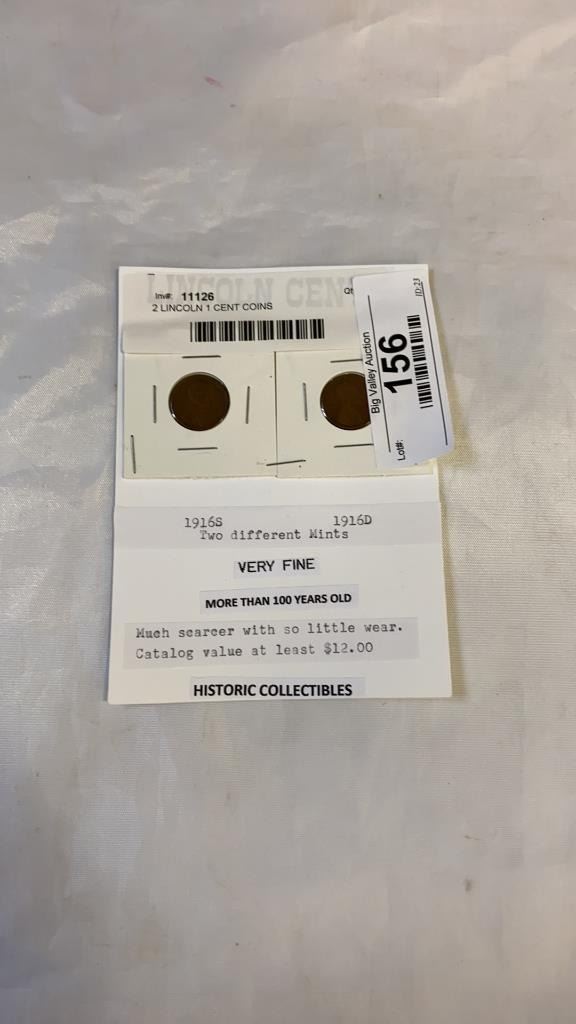 LINCOLN CENT
Inv#: 11126
2 LINCOLN 1 CENT COINS
Lot#: 156
Big Valley Auction
ID:23
1916S 1916D
Two different Mints
VERY FINE
MORE THAN 100 YEARS OLD
Much scarcer with so little wear.
Catalog value at least $12.00
HISTORIC COLLECTIBLES